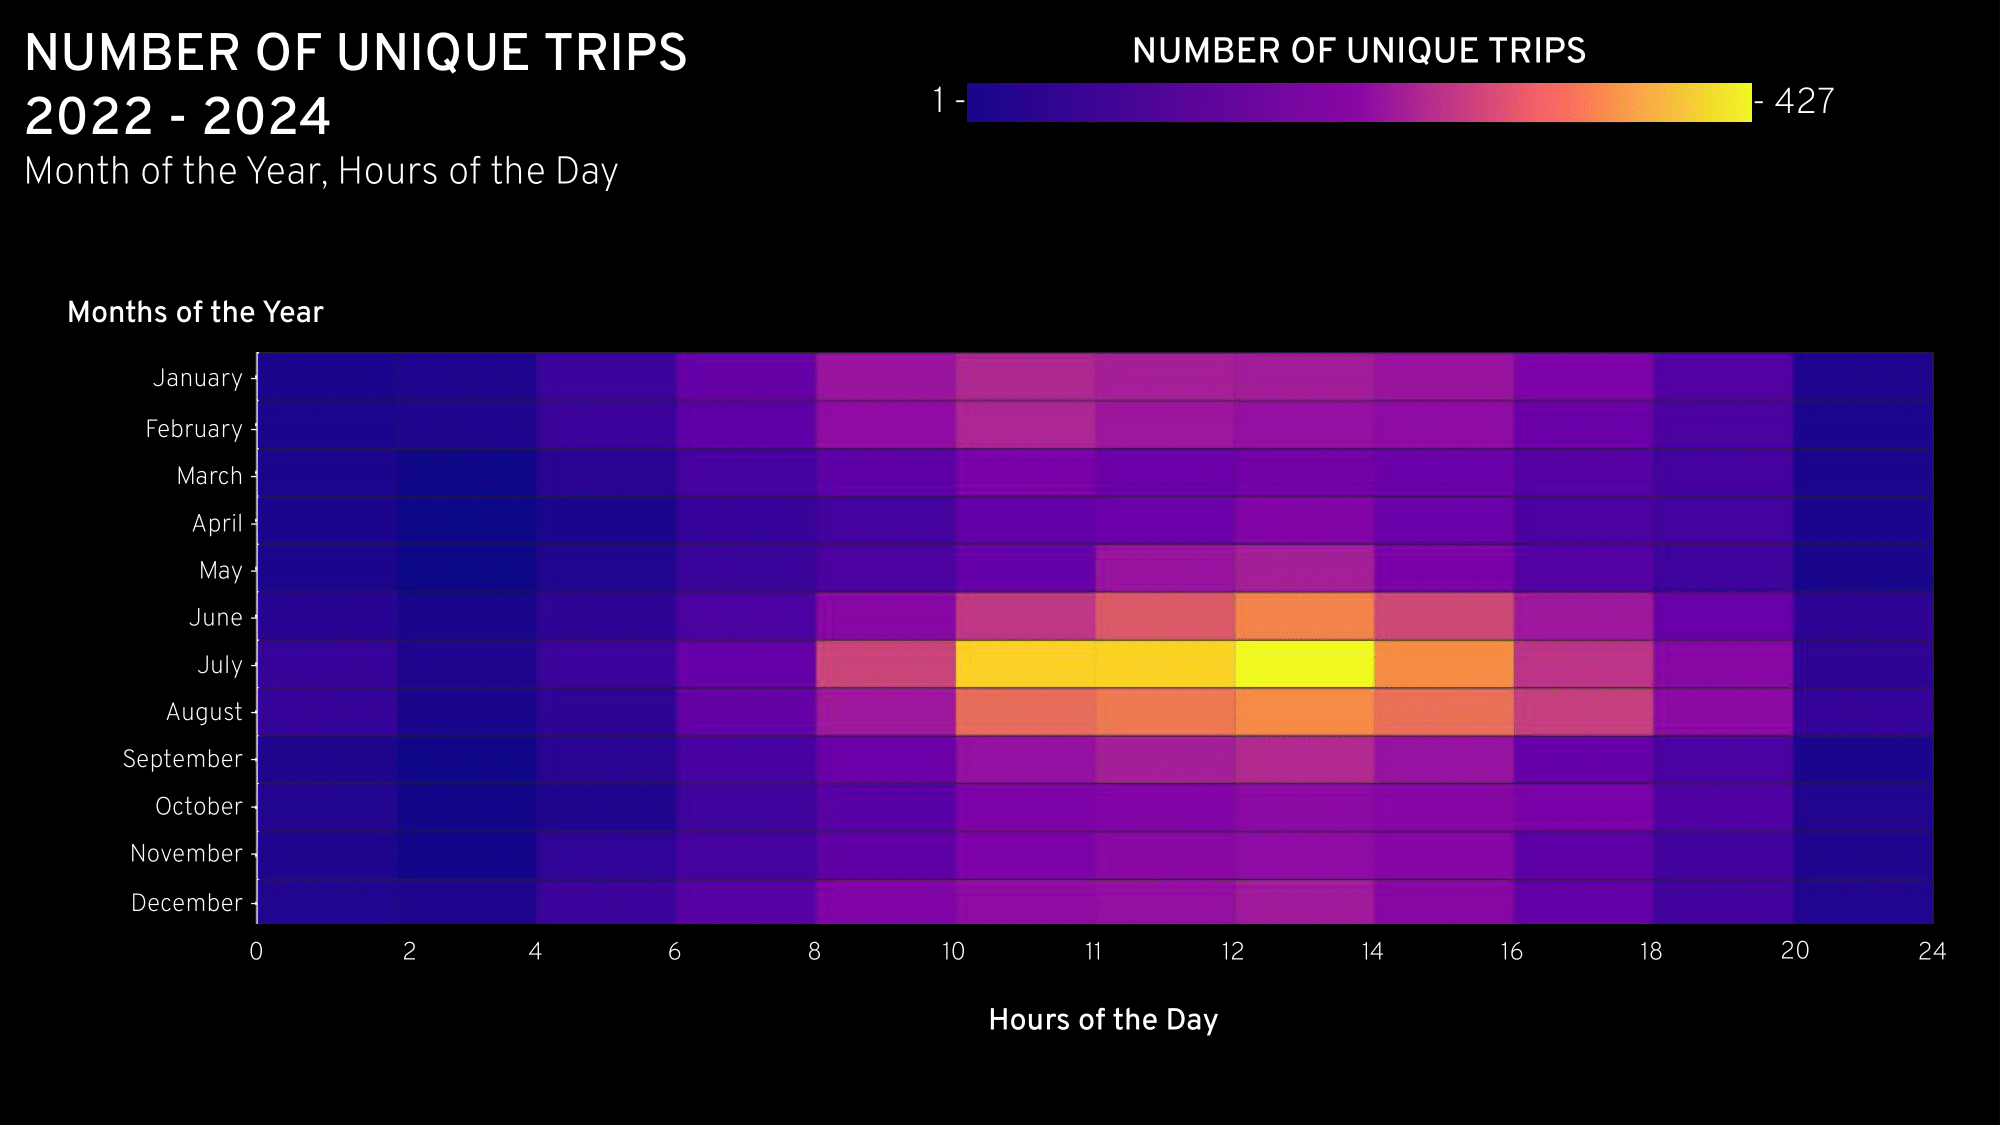 NUMBER OF UNIQUE TRIPS
2022 - 2024
Month of the Year, Hours of the Day
NUMBER OF UNIQUE TRIPS
1 - - 427
Months of the Year
January
February
March
April
May
June
July
August
September
October
November
December
0 2 4 6 8 10 11 12 14 16 18 20 24
Hours of the Day